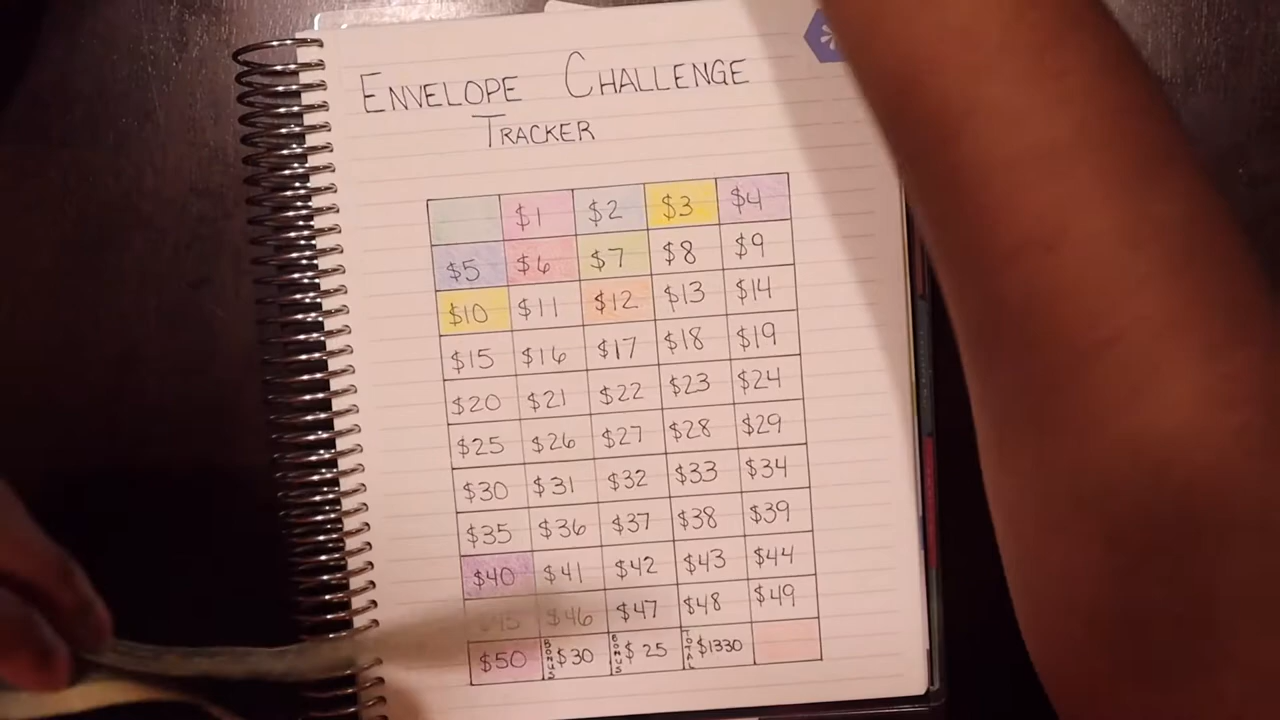 ENVELOPE CHALLENGE
TRACKER
$1 $2 $3 $4
$5 $6 $7 $8 $9
$10 $11 $12 $13 $14
$15 $16 $17 $18 $19
$20 $21 $22 $23 $24
$25 $26 $27 $28 $29
$30 $31 $32 $33 $34
$35 $36 $37 $38 $39
$40 $41 $42 $43 $44
$45 $46 $47 $48 $49
$50 BONUS $30 BONUS $25 TOTAL $1330